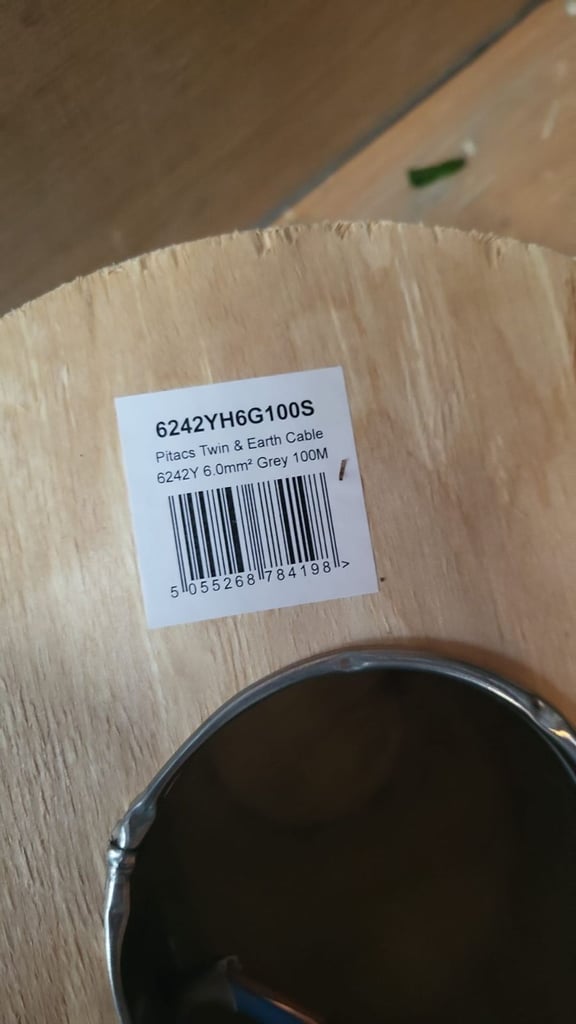 6242YH6G100S
Pitacs Twin & Earth Cable
6242Y 6.0mm² Grey 100M
5 055268 784198 >